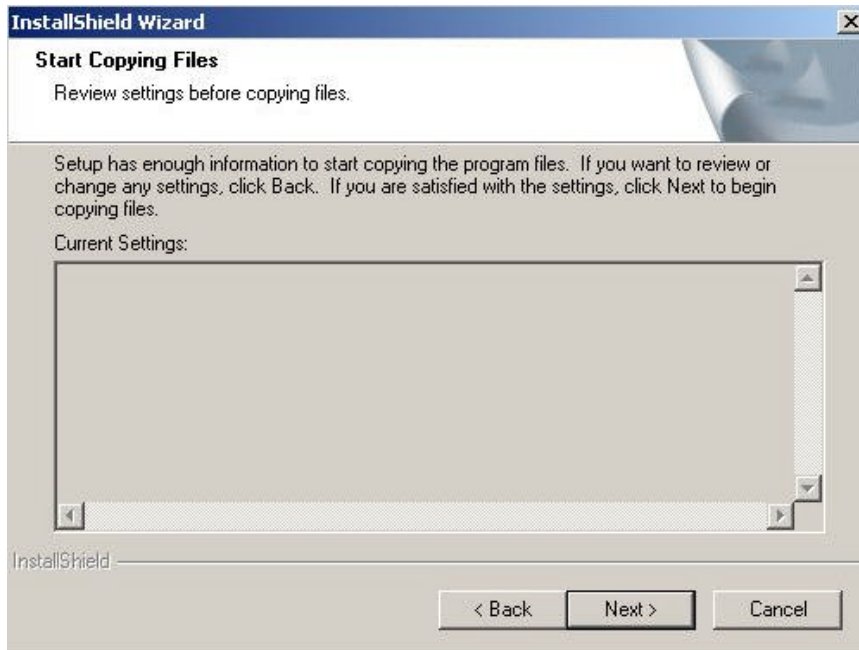 InstallShield Wizard
Start Copying Files
Review settings before copying files.
Setup has enough information to start copying the program files.  If you want to review or
change any settings, click Back.  If you are satisfied with the settings, click Next to begin
copying files.
Current Settings:
InstallShield
< Back Next > Cancel